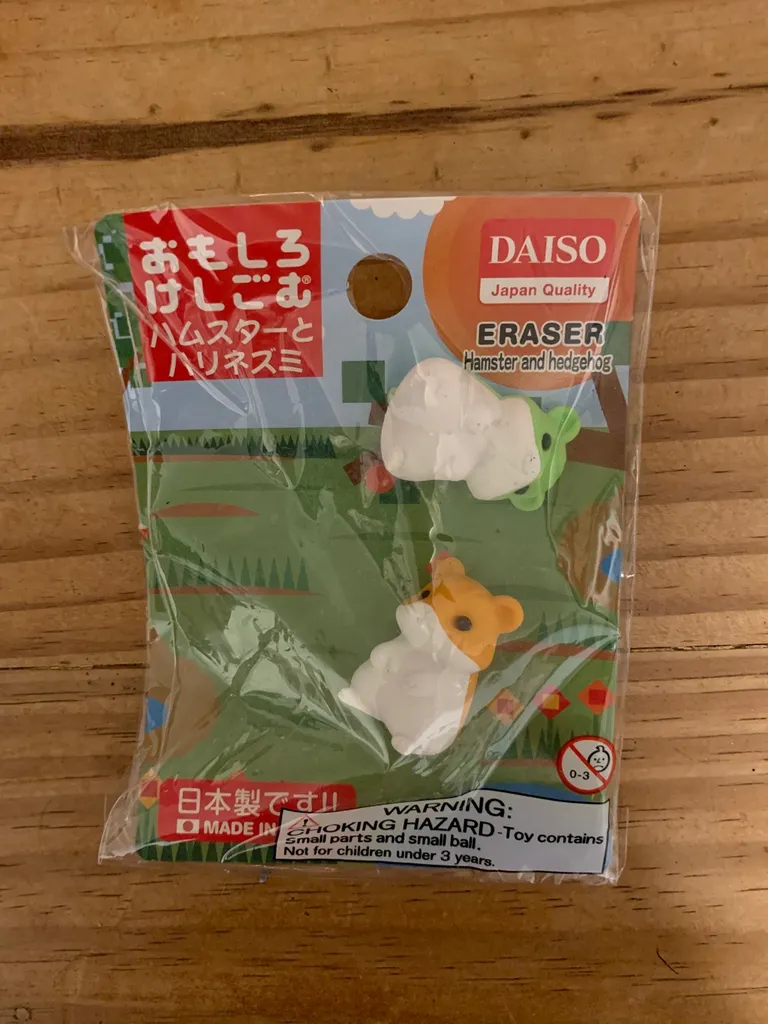 おもしろ
けしごむ®
ハムスターと
ハリネズミ
DAISO
Japan Quality
ERASER
Hamster and hedgehog
0-3
日本製です!!
MADE IN
WARNING:
CHOKING HAZARD-Toy contains
small parts and small ball.
Not for children under 3 years.